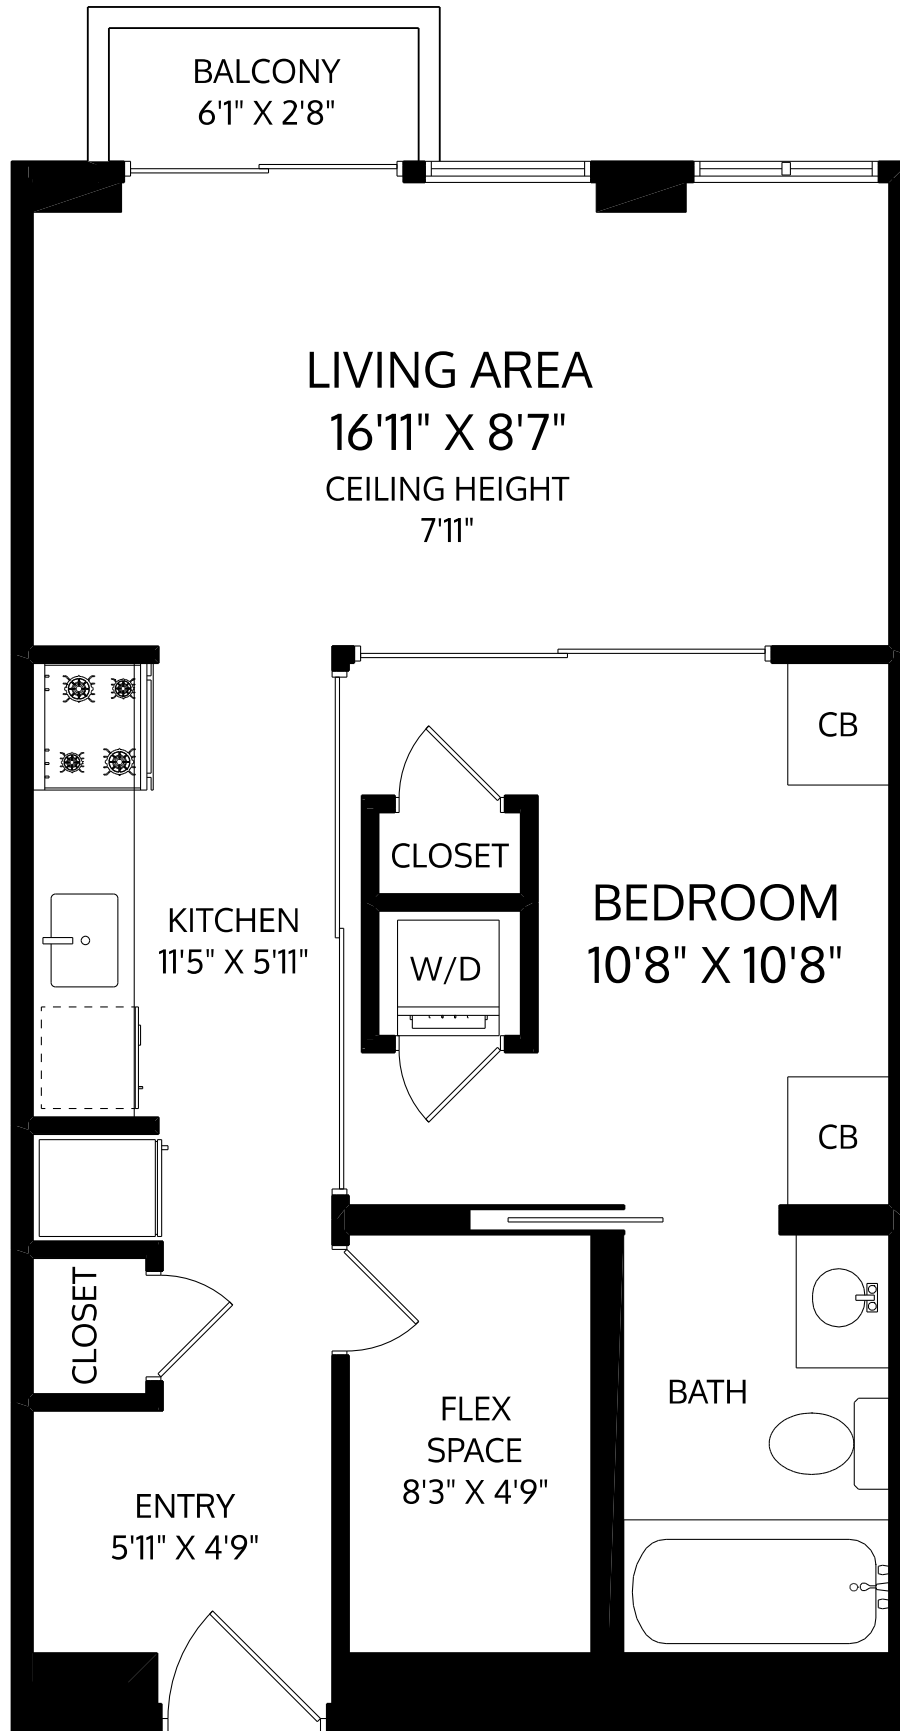 BALCONY
6'1" X 2'8"
LIVING AREA
16'11" X 8'7"
CEILING HEIGHT
7'11"
CB
CLOSET
BEDROOM
10'8" X 10'8"
KITCHEN
11'5" X 5'11"
W/D
CB
CLOSET
BATH
FLEX
SPACE
8'3" X 4'9"
ENTRY
5'11" X 4'9"